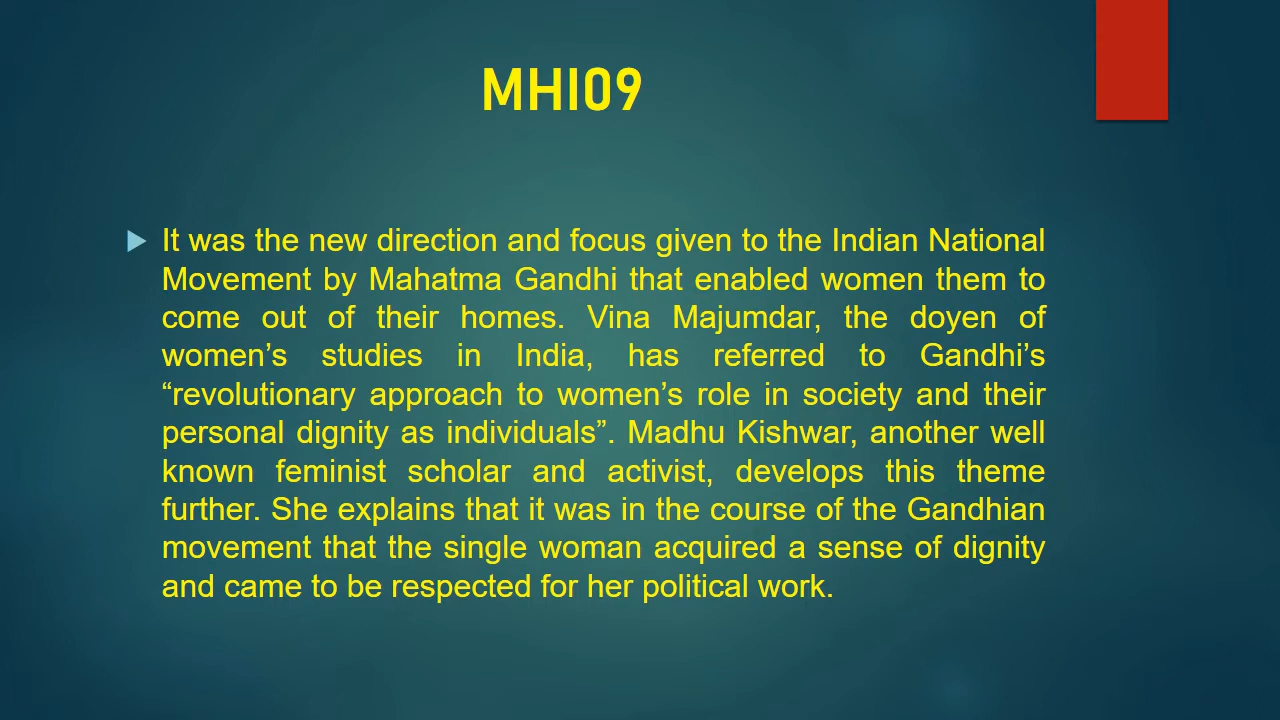 MHI09
It was the new direction and focus given to the Indian National
Movement by Mahatma Gandhi that enabled women them to
come out of their homes. Vina Majumdar, the doyen of
women’s studies in India, has referred to Gandhi’s
“revolutionary approach to women’s role in society and their
personal dignity as individuals”. Madhu Kishwar, another well
known feminist scholar and activist, develops this theme
further. She explains that it was in the course of the Gandhian
movement that the single woman acquired a sense of dignity
and came to be respected for her political work.